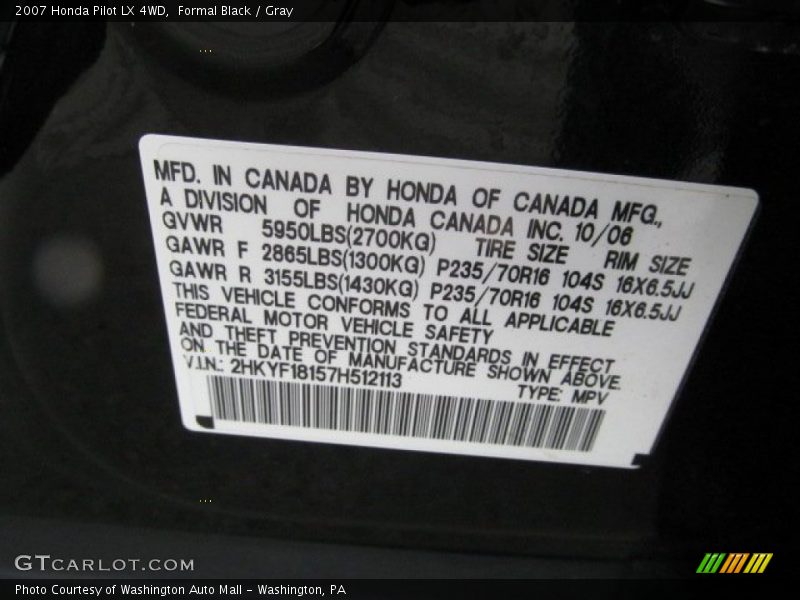 2007 Honda Pilot LX 4WD,  Formal Black / Gray
MFD. IN CANADA BY HONDA OF CANADA MFG.,
A DIVISION OF HONDA CANADA INC. 10/06
GVWR 5950LBS(2700KG) TIRE SIZE RIM SIZE
GAWR F 2865LBS(1300KG) P235/70R16 104S 16X6.5JJ
GAWR R 3155LBS(1430KG) P235/70R16 104S 16X6.5JJ
THIS VEHICLE CONFORMS TO ALL APPLICABLE
FEDERAL MOTOR VEHICLE SAFETY
AND THEFT PREVENTION STANDARDS IN EFFECT
ON THE DATE OF MANUFACTURE SHOWN ABOVE.
V.I.N.: 2HKYF18157H512113
TYPE: MPV
GTCARLOT.COM
Photo Courtesy of Washington Auto Mall - Washington, PA